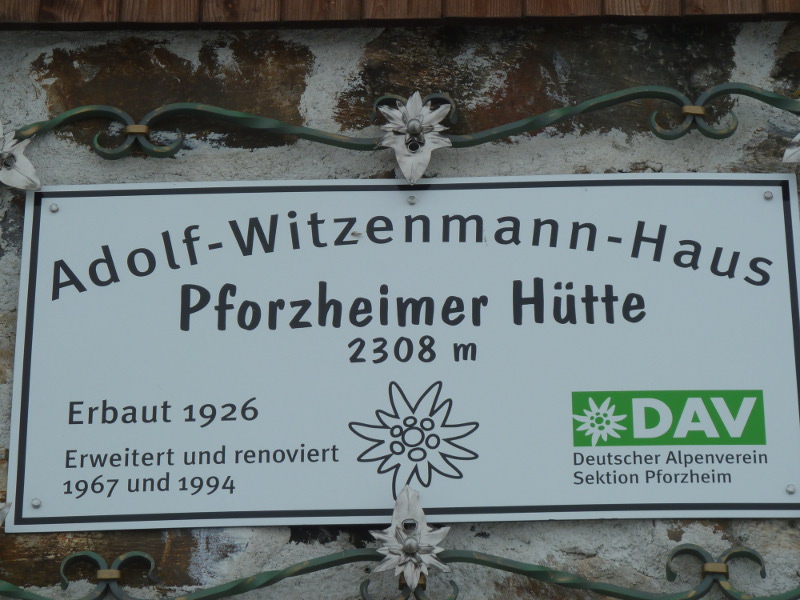 Adolf-Witzenmann-Haus
Pforzheimer Hütte
2308 m
Erbaut 1926
Erweitert und renoviert
1967 und 1994
DAV
Deutscher Alpenverein
Sektion Pforzheim